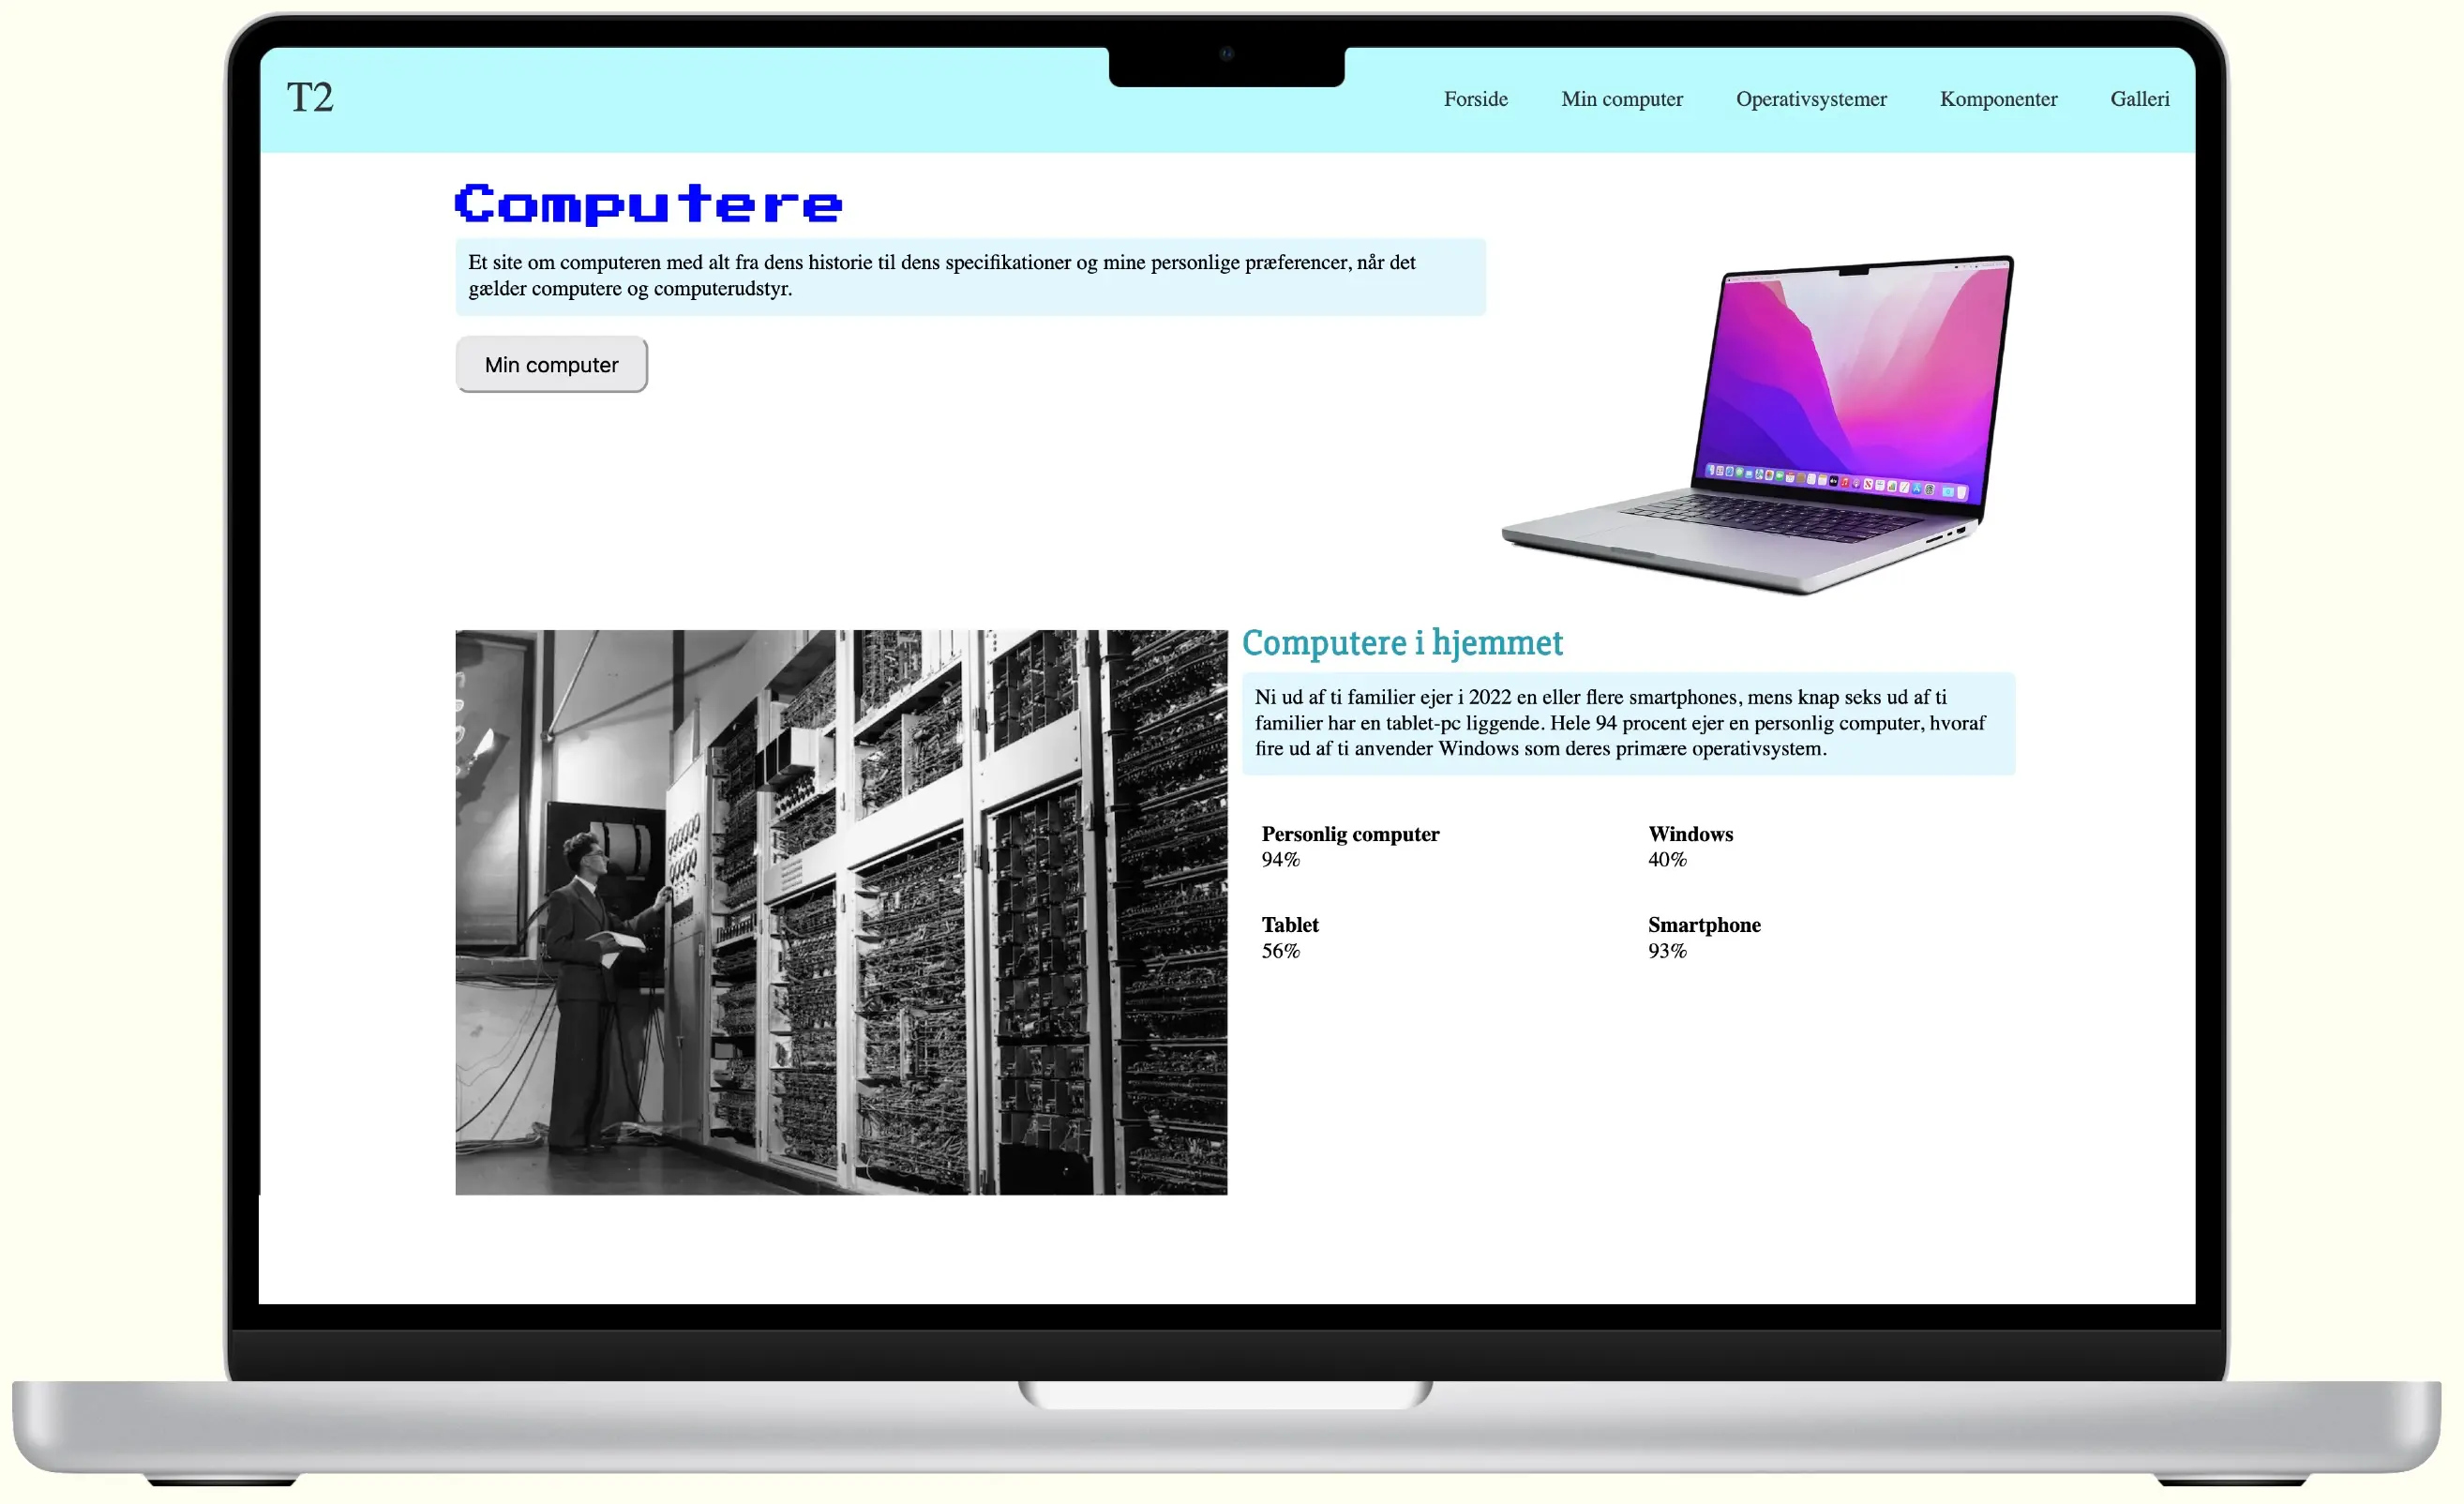 T2
Forside
Min computer
Operativsystemer
Komponenter
Galleri
Computere
Et site om computeren med alt fra dens historie til dens specifikationer og mine personlige præferencer, når det
gælder computere og computerudstyr.
Min computer
Computere i hjemmet
Ni ud af ti familier ejer i 2022 en eller flere smartphones, mens knap seks ud af ti
familier har en tablet-pc liggende. Hele 94 procent ejer en personlig computer, hvoraf
fire ud af ti anvender Windows som deres primære operativsystem.
Personlig computer
94%
Windows
40%
Tablet
56%
Smartphone
93%